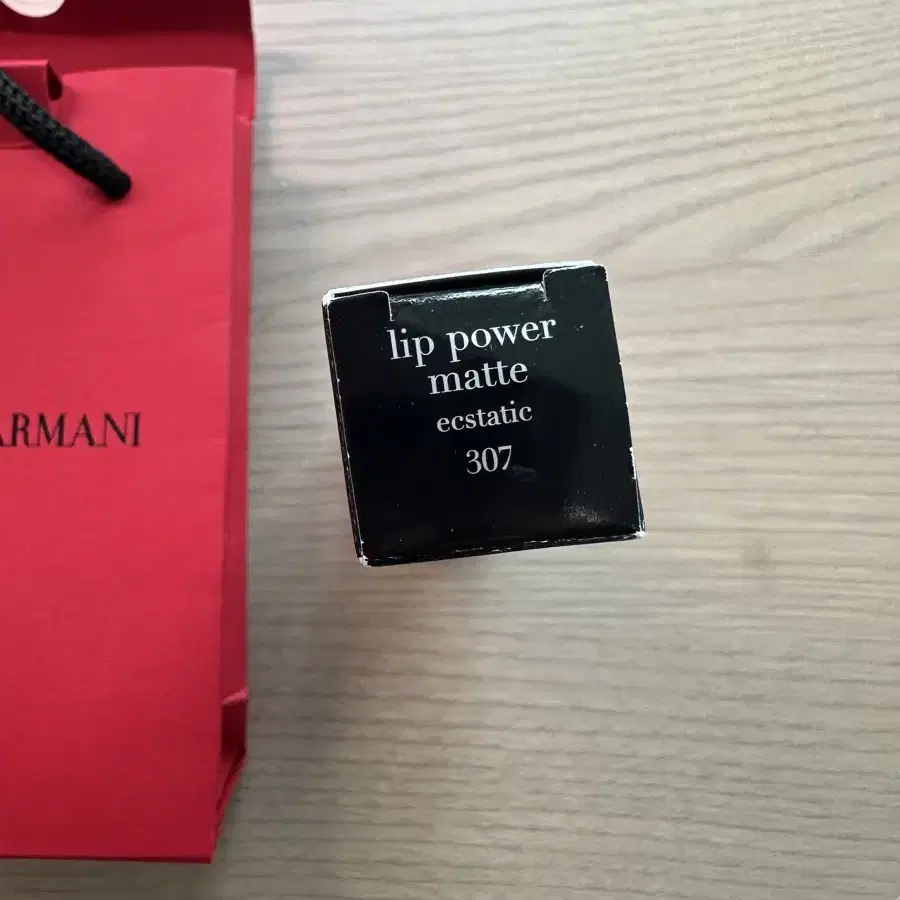 ARMANI
lip power
matte
ecstatic
307